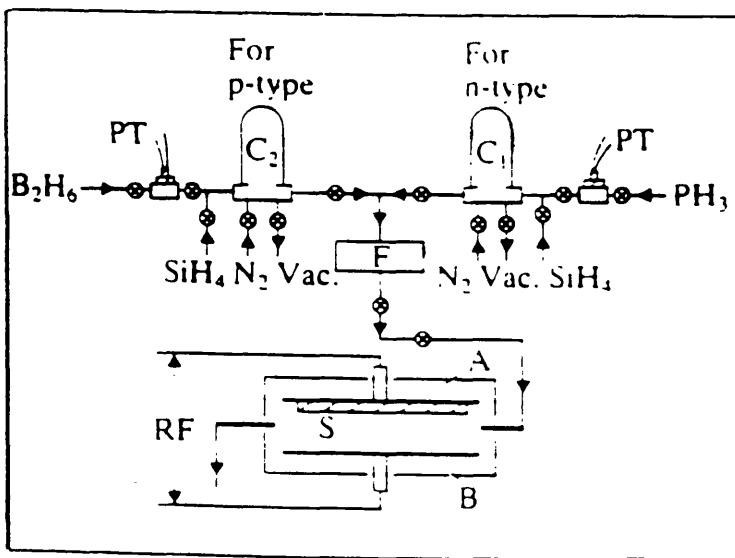 For
p-type
For
n-type
PT
C₂
C₁
PT
B₂H₆
PH₃
SiH₄ N₂ Vac.
F
N₂ Vac. SiH₄
A
RF
S
B